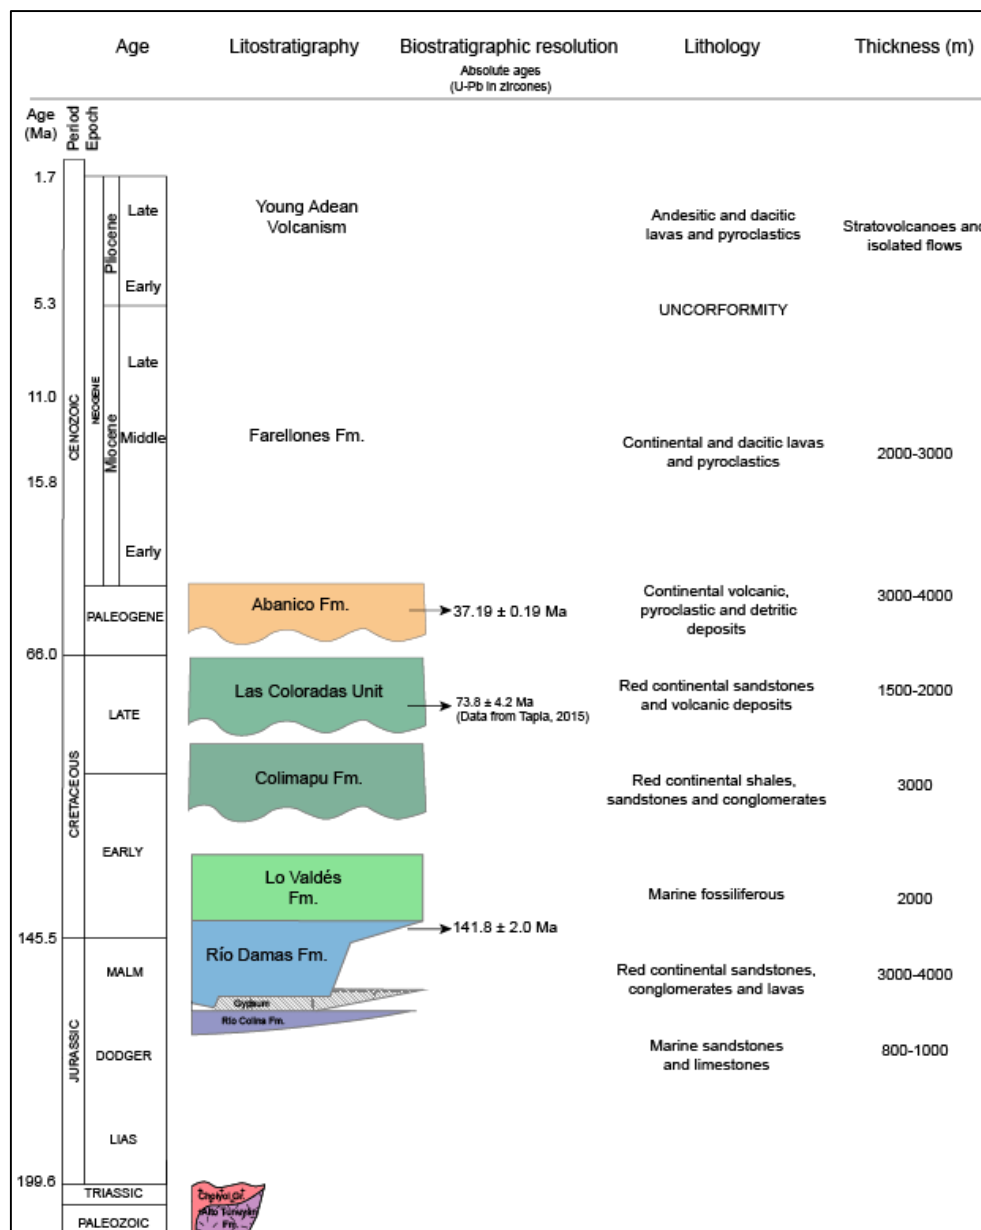 Age
Litostratigraphy
Biostratigraphic resolution
Lithology
Thickness (m)
Absolute ages
(U-Pb in zircones)
Age
(Ma)
Period
Epoch
1.7
Young Adean
Volcanism
Late
Pliocene
Andesitic and dacitic
lavas and pyroclastics
Stratovolcanoes and
isolated flows
Early
5.3
UNCORFORMITY
Late
11.0
NEOGENE
CENOZOIC
Miocene
Middle
Farellones Fm.
Continental and dacitic lavas
and pyroclastics
2000-3000
15.8
Early
PALEOGENE
Abanico Fm.
37.19 ± 0.19 Ma
Continental volcanic,
pyroclastic and detritic
deposits
3000-4000
66.0
LATE
Las Coloradas Unit
73.8 ± 4.2 Ma
(Data from Tapia, 2015)
Red continental sandstones
and volcanic deposits
1500-2000
CRETACEOUS
Colimapu Fm.
Red continental shales,
sandstones and conglomerates
3000
EARLY
Lo Valdés
Fm.
Marine fossiliferous
2000
141.8 ± 2.0 Ma
145.5
MALM
Río Damas Fm.
Red continental sandstones,
conglomerates and lavas
3000-4000
Gypsum
Río Colina Fm.
JURASSIC
DODGER
Marine sandstones
and limestones
800-1000
LIAS
199.6
TRIASSIC
Choiyoi Gr.
Alto Tunuyán
Fm.
PALEOZOIC